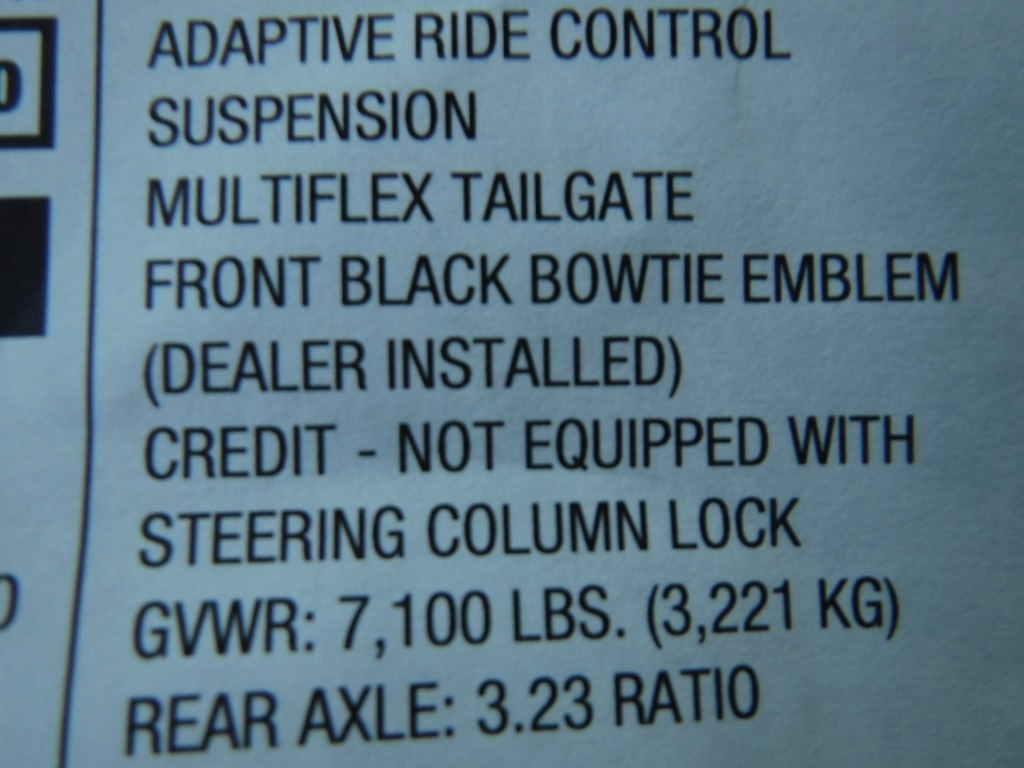 ADAPTIVE RIDE CONTROL
SUSPENSION
MULTIFLEX TAILGATE
FRONT BLACK BOWTIE EMBLEM
(DEALER INSTALLED)
CREDIT - NOT EQUIPPED WITH
STEERING COLUMN LOCK
GVWR: 7,100 LBS. (3,221 KG)
REAR AXLE: 3.23 RATIO